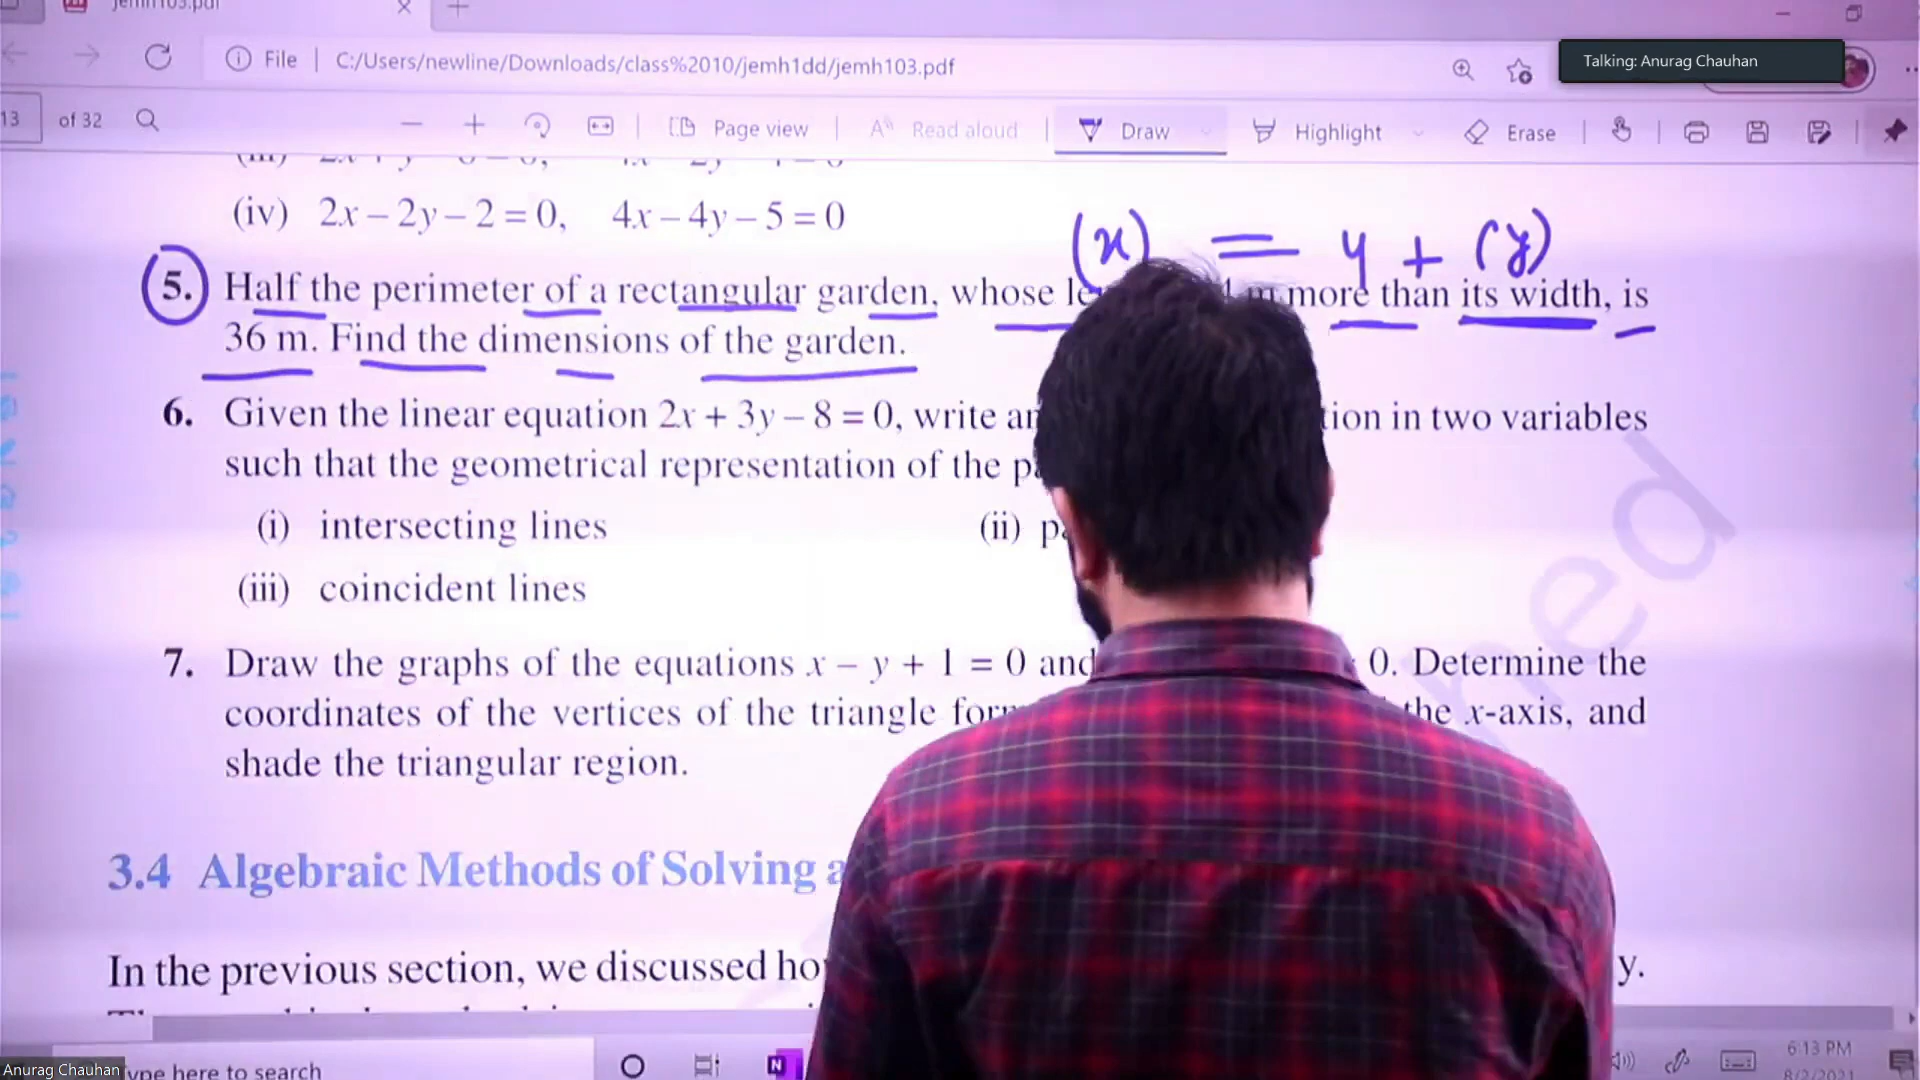 jemh103.pdf
File | C:/Users/newline/Downloads/class%2010/jemh1dd/jemh103.pdf
Talking: Anurag Chauhan
13 of 32 Page view Read aloud Draw Highlight Erase
(iv) 2x – 2y – 2 = 0, 4x – 4y – 5 = 0
(x) = y + (y)
5. Half the perimeter of a rectangular garden, whose more than its width, is
36 m. Find the dimensions of the garden.
6. Given the linear equation 2x + 3y – 8 = 0, write in two variables
such that the geometrical representation of the
(i) intersecting lines (ii)
(iii) coincident lines
7. Draw the graphs of the equations x – y + 1 = 0 and 0. Determine the
coordinates of the vertices of the triangle the x-axis, and
shade the triangular region.
3.4 Algebraic Methods of Solving
In the previous section, we discussed y.
Anurag Chauhan
here to search
6:13 PM